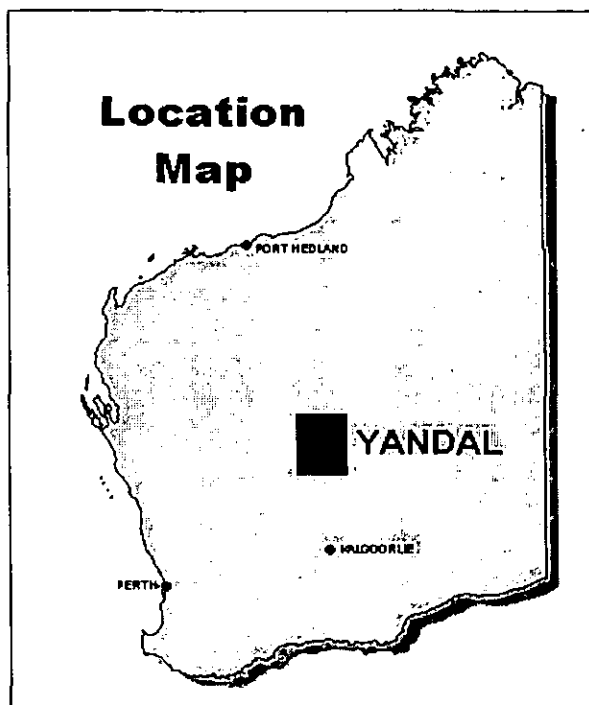 Location
Map
PORT HEDLAND
YANDAL
KALGOORLIE
PERTH